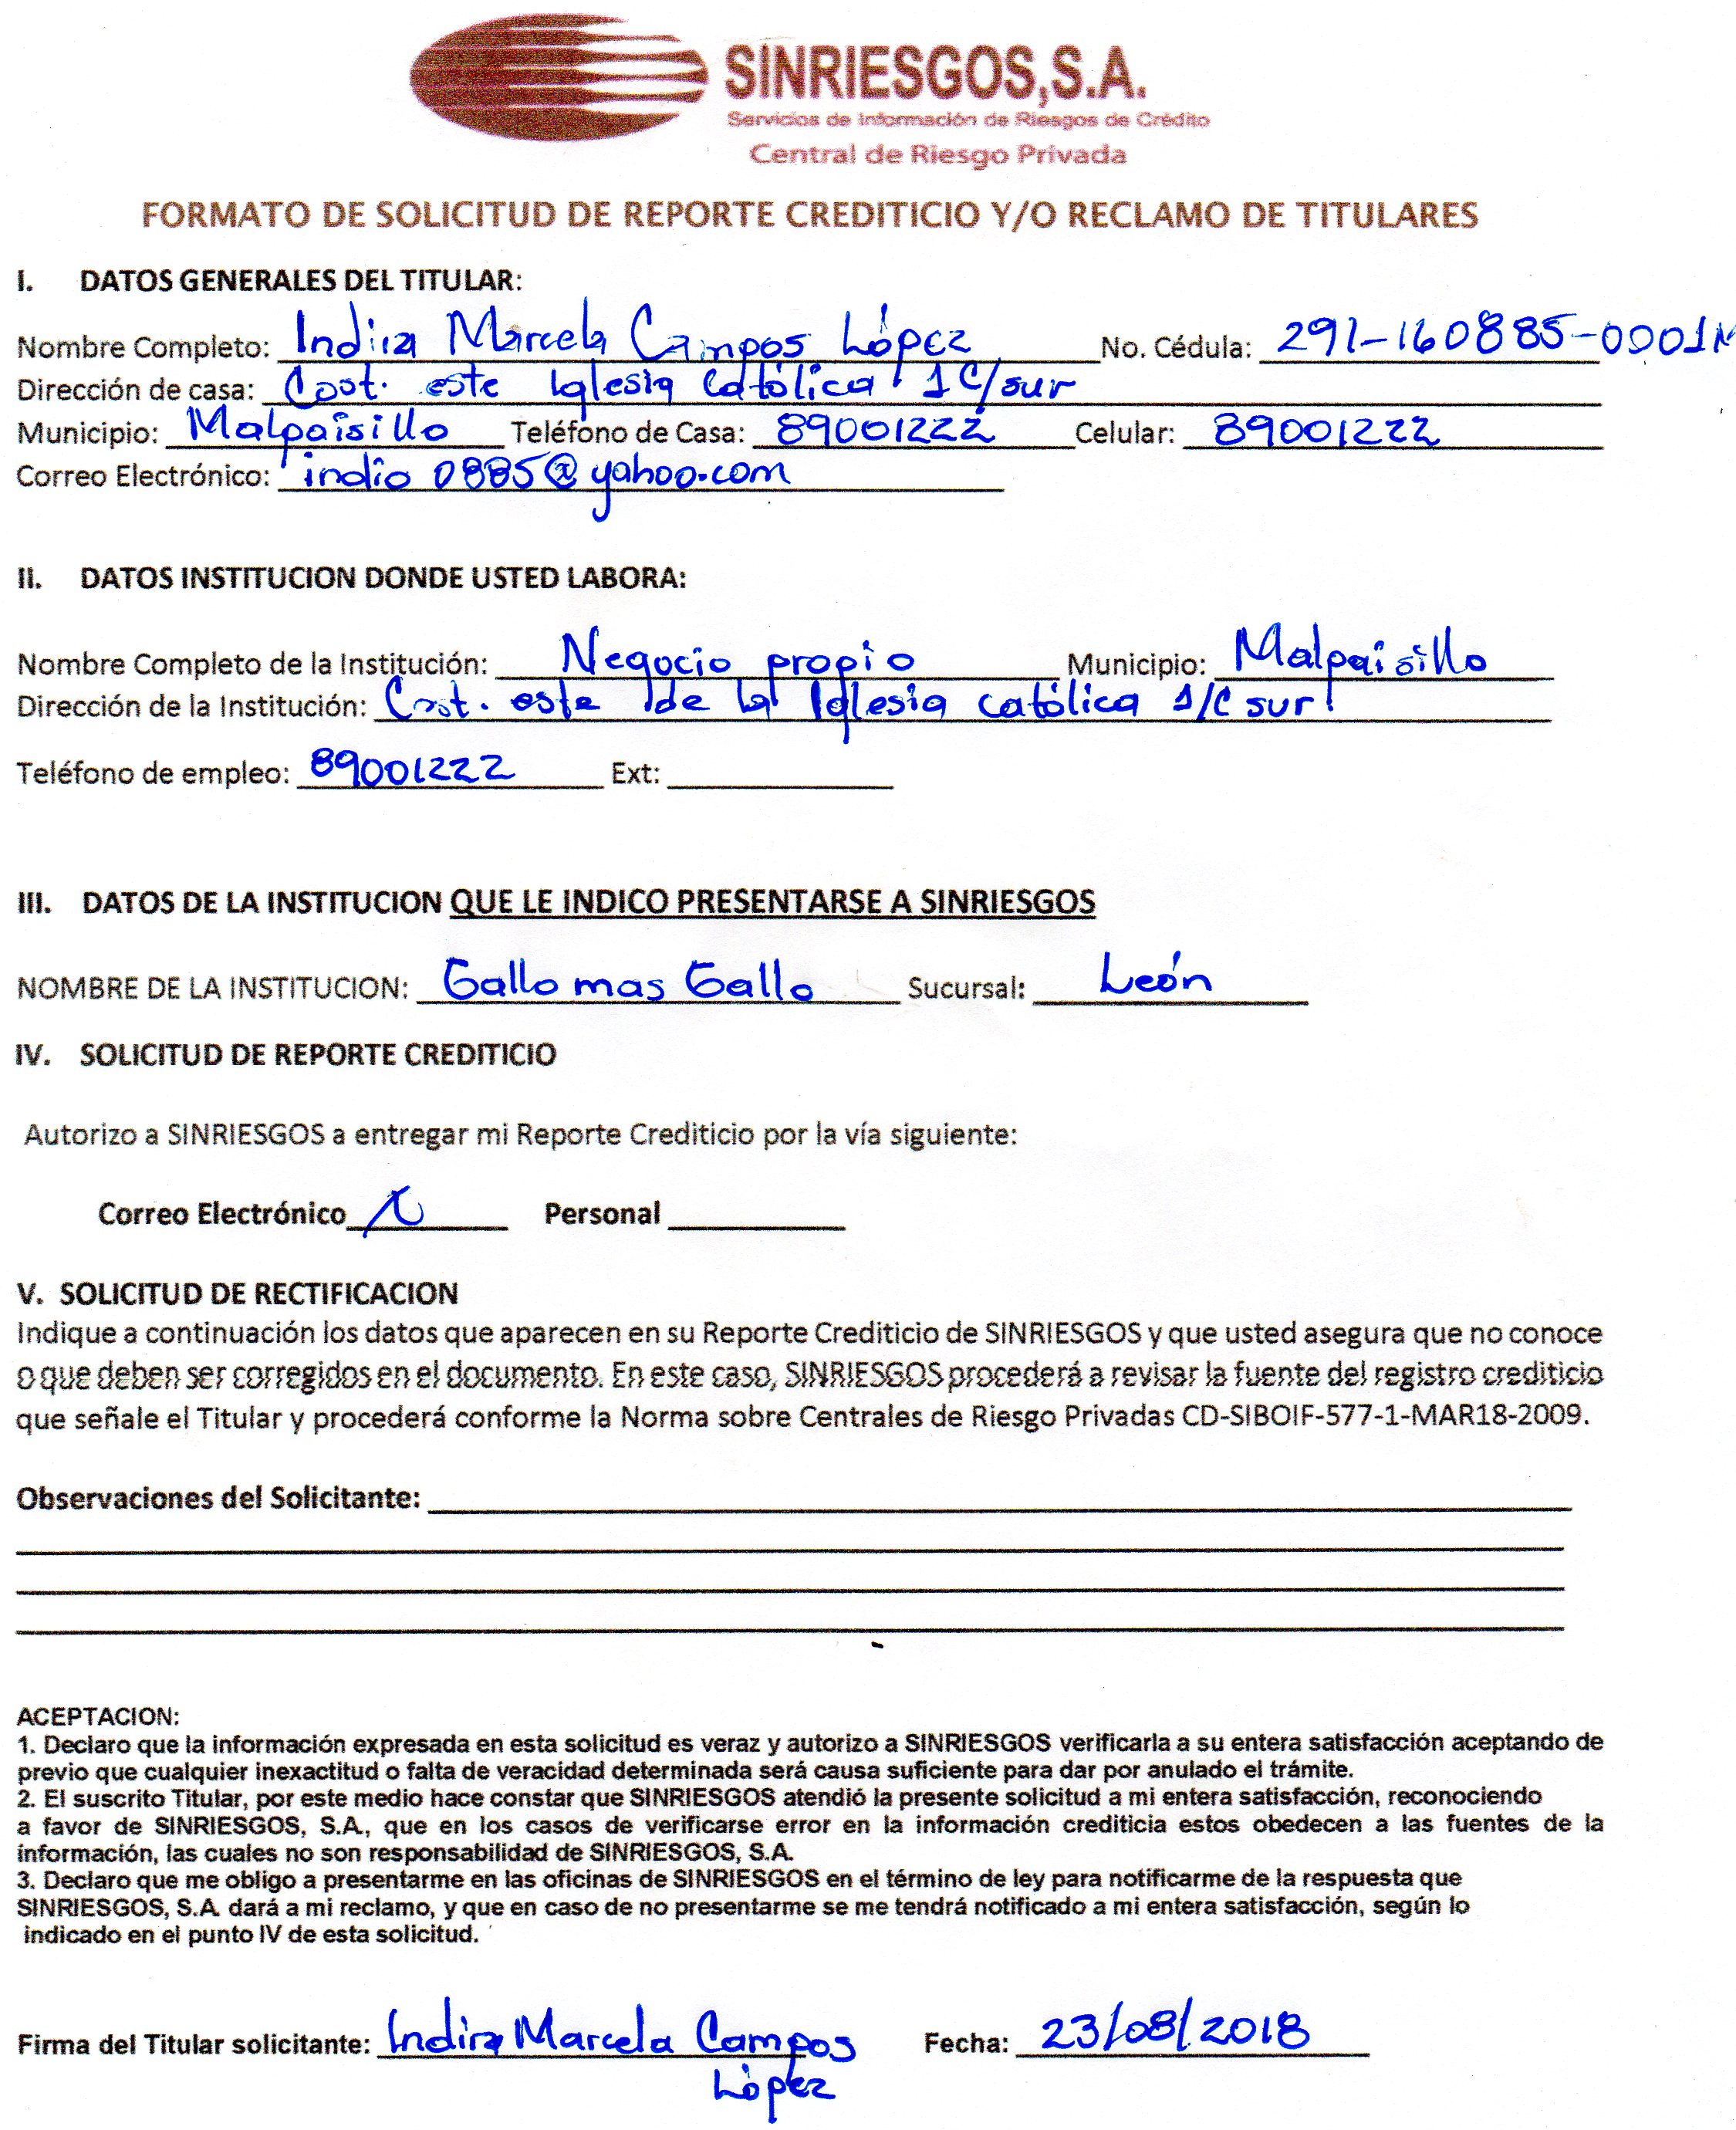 SINRIESGOS,S.A.
Servicios de Información de Riesgos de Crédito
Central de Riesgo Privada
FORMATO DE SOLICITUD DE REPORTE CREDITICIO Y/O RECLAMO DE TITULARES
I. DATOS GENERALES DEL TITULAR:
Nombre Completo: Indira Marcela Campos López No. Cédula: 291-160885-0001M
Dirección de casa: Cost. este Iglesia Católica 1 C/sur
Municipio: Malpaisillo Teléfono de Casa: 89001222 Celular: 89001222
Correo Electrónico: indio 0885@yahoo.com
II. DATOS INSTITUCION DONDE USTED LABORA:
Nombre Completo de la Institución: Negocio propio Municipio: Malpaisillo
Dirección de la Institución: Cost. este de la Iglesia católica 1/C sur
Teléfono de empleo: 89001222 Ext:
III. DATOS DE LA INSTITUCION QUE LE INDICO PRESENTARSE A SINRIESGOS
NOMBRE DE LA INSTITUCION: Gallo mas Gallo Sucursal: León
IV. SOLICITUD DE REPORTE CREDITICIO
Autorizo a SINRIESGOS a entregar mi Reporte Crediticio por la vía siguiente:
Correo Electrónico X Personal
V. SOLICITUD DE RECTIFICACION
Indique a continuación los datos que aparecen en su Reporte Crediticio de SINRIESGOS y que usted asegura que no conoce
o que deben ser corregidos en el documento. En este caso, SINRIESGOS procederá a revisar la fuente del registro crediticio
que señale el Titular y procederá conforme la Norma sobre Centrales de Riesgo Privadas CD-SIBOIF-577-1-MAR18-2009.
Observaciones del Solicitante:
ACEPTACION:
1. Declaro que la información expresada en esta solicitud es veraz y autorizo a SINRIESGOS verificarla a su entera satisfacción aceptando de
previo que cualquier inexactitud o falta de veracidad determinada será causa suficiente para dar por anulado el trámite.
2. El suscrito Titular, por este medio hace constar que SINRIESGOS atendió la presente solicitud a mi entera satisfacción, reconociendo
a favor de SINRIESGOS, S.A., que en los casos de verificarse error en la información crediticia estos obedecen a las fuentes de la
información, las cuales no son responsabilidad de SINRIESGOS, S.A.
3. Declaro que me obligo a presentarme en las oficinas de SINRIESGOS en el término de ley para notificarme de la respuesta que
SINRIESGOS, S.A. dará a mi reclamo, y que en caso de no presentarme se me tendrá notificado a mi entera satisfacción, según lo
indicado en el punto IV de esta solicitud.
Firma del Titular solicitante: Indira Marcela Campos Fecha: 23/08/2018
López